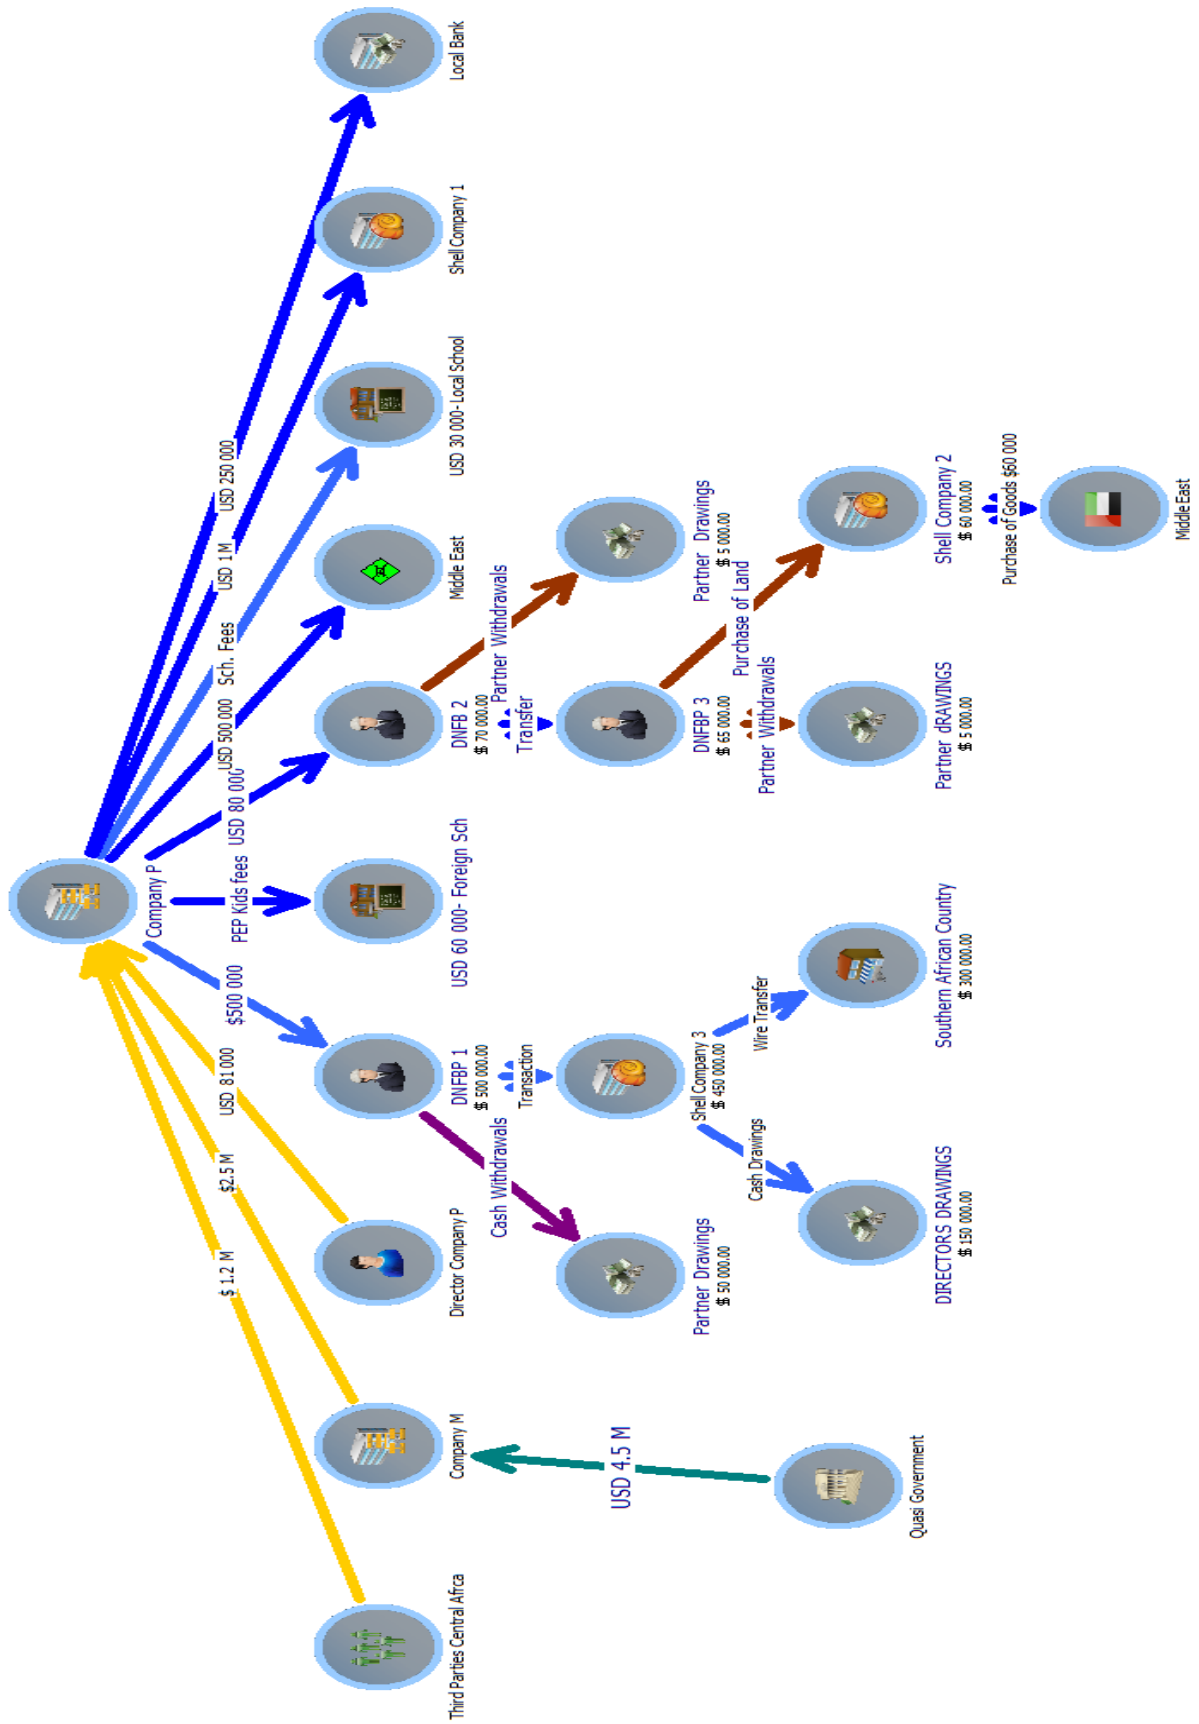 Company P
$ 1.2 M
$2.5 M
USD 81000
$500 000
PEP Kids fees
USD 80 000
USD 500 000
Sch. Fees
USD 1M
USD 250 000
Third Parties Central Affrca
Company M
Director Company P
DNFBP 1
$ 500 000.00
USD 60 000- Foreign Sch
DNFB 2
$ 70 000.00
Middle East
USD 30 000- Local School
Shell Company 1
Local Bank
USD 4.5 M
Cash Withdrawals
Transaction
Transfer
Partner Withdrawals
Partner Drawings
$ 50 000.00
Shell Company 3
$ 450 000.00
DNFBP 3
$ 65 000.00
Partner Drawings
$ 5 000.00
Cash Drawings
Wire Transfer
Partner Withdrawals
Purchase of Land
Quasi Government
DIRECTORS DRAWINGS
$ 150 000.00
Southern African Country
$ 300 000.00
Partner dRAWINGS
$ 5 000.00
Shell Company 2
$ 60 000.00
Purchase of Goods $60 000
Middle East